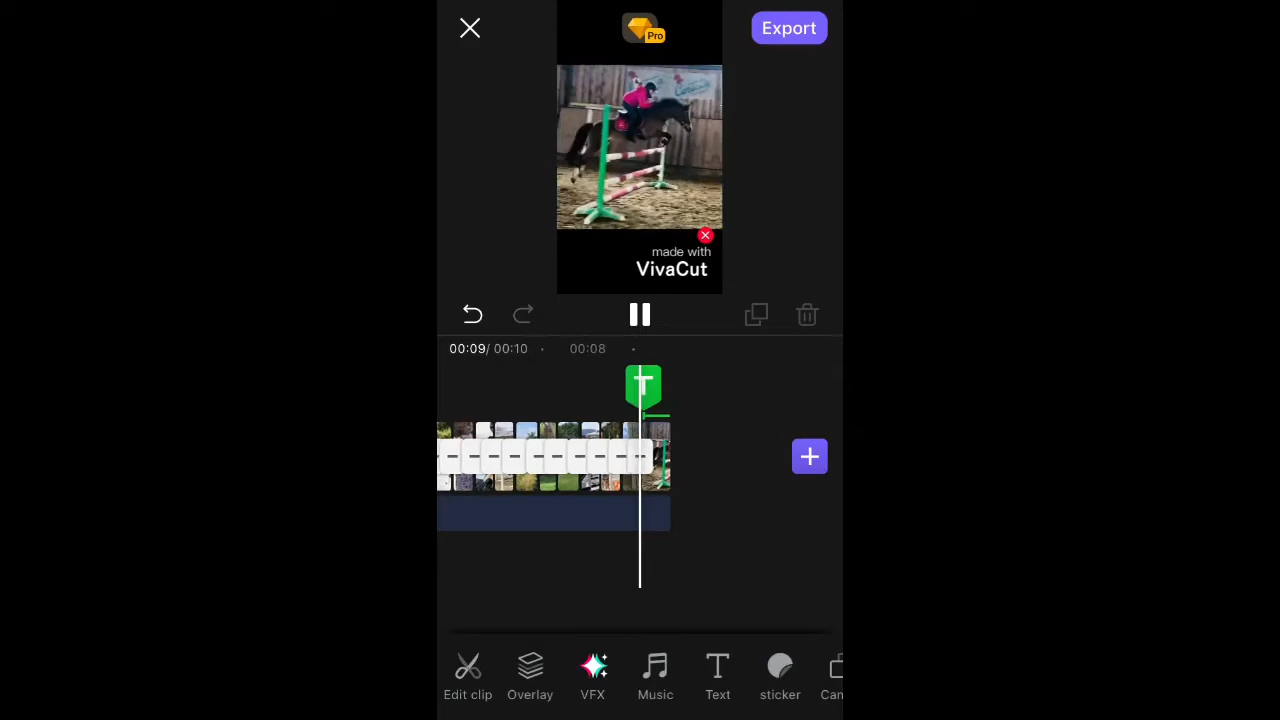 Pro
Export
made with
VivaCut
00:09/ 00:10
00:08
T
Edit clip
Overlay
VFX
Music
Text
sticker
Can